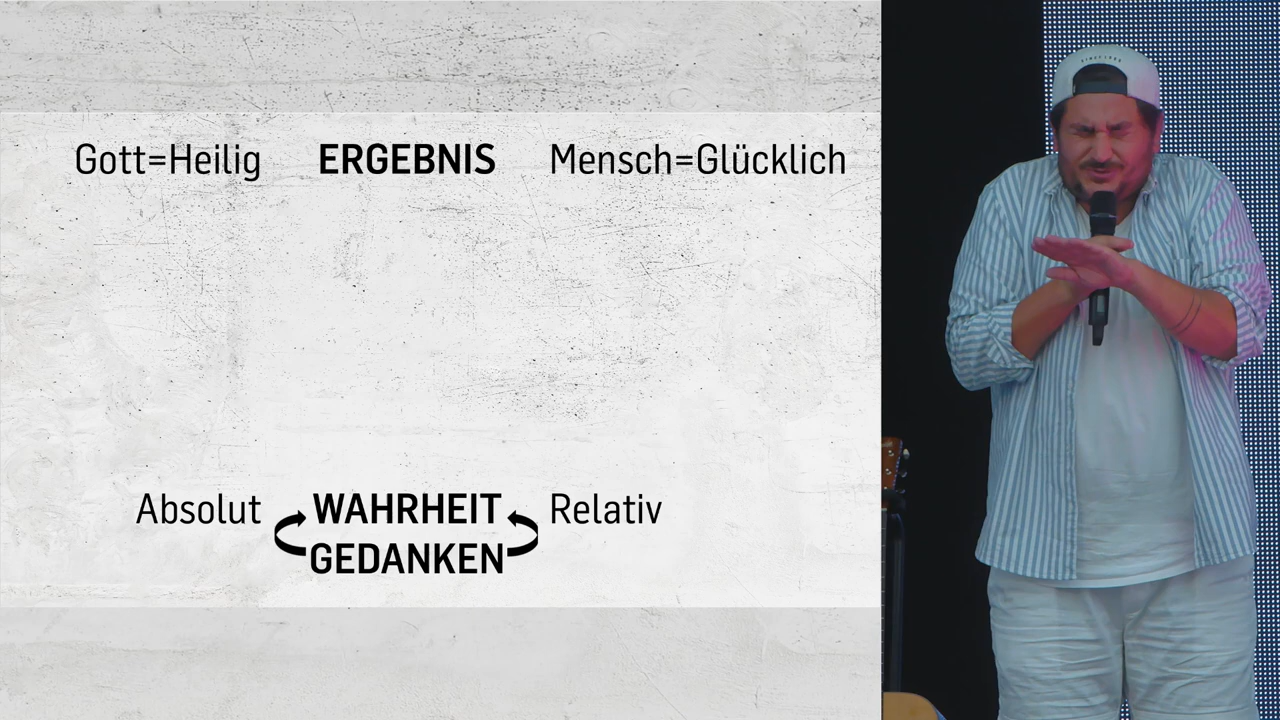 Gott=Heilig ERGEBNIS Mensch=Glücklich
Absolut WAHRHEIT Relativ
GEDANKEN